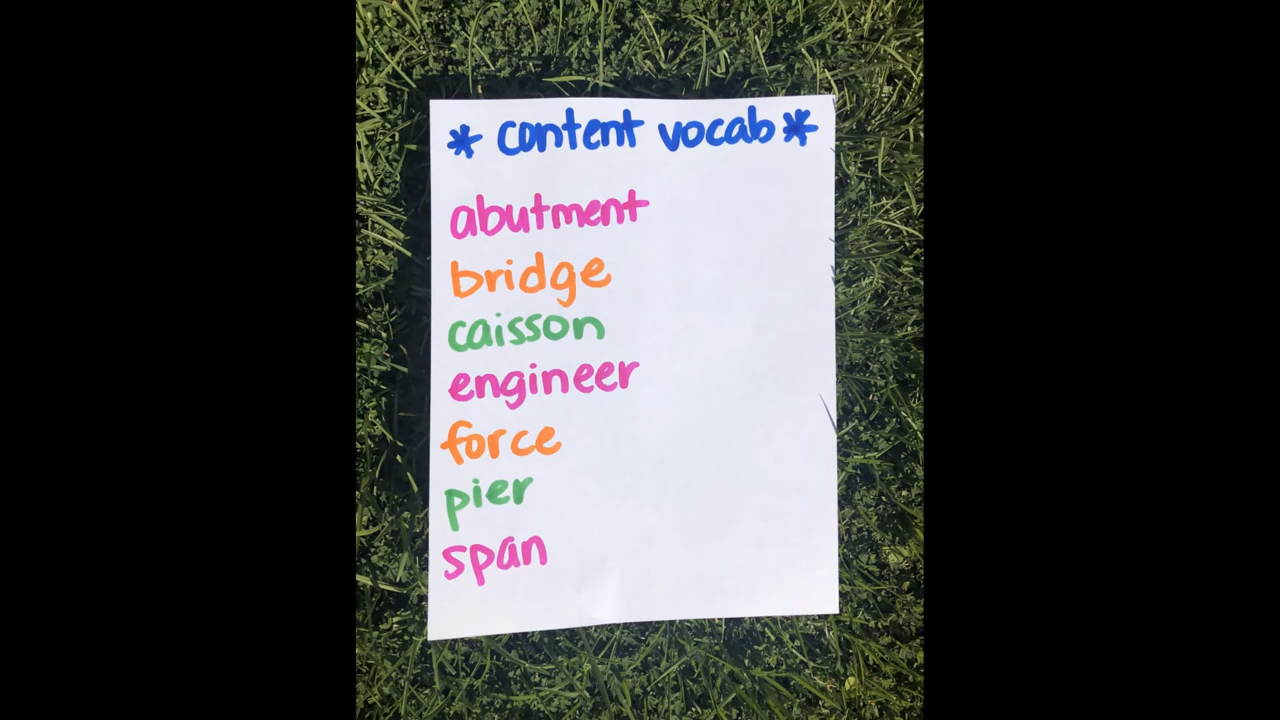 * content vocab *
abutment
bridge
caisson
engineer
force
pier
span